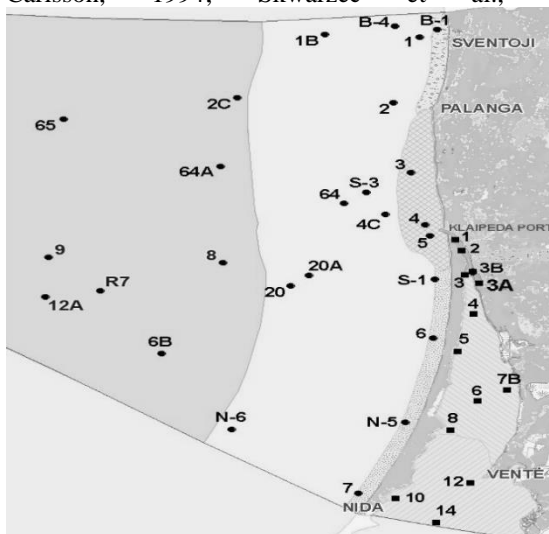 Carlsson, 1994; Skwarzec et al.,
B-4
B-1
1B
1
SVENTOJI
2C
2
PALANGA
65
64A
3
S-3
64
4C
4
KLAIPEDA PORT
5
1
2
9
8
20A
S-1
3
3B
3A
R7
20
12A
4
6
5
6B
7B
6
N-6
N-5
8
12
VENTE
7
10
NIDA
14